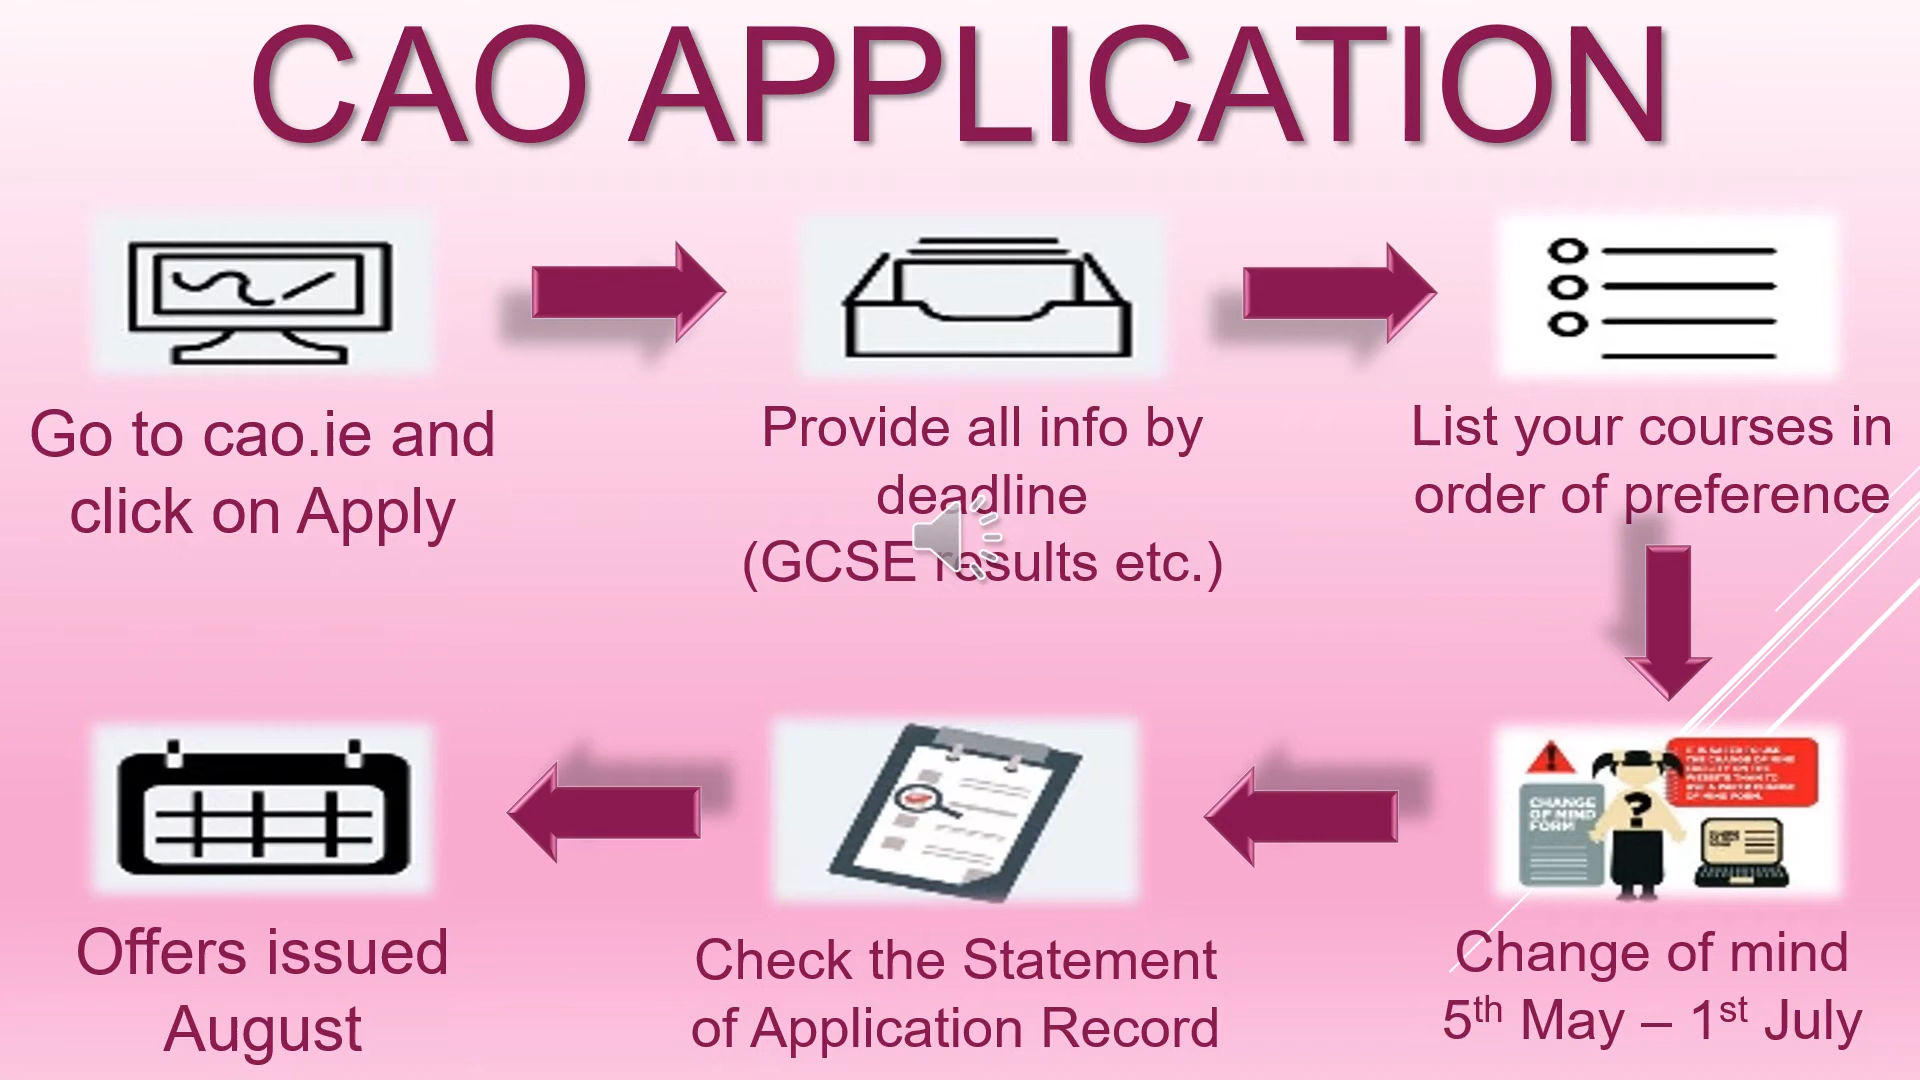 CAO APPLICATION
Go to cao.ie and
click on Apply
Provide all info by
deadline
(GCSE results etc.)
List your courses in
order of preference
CHANGE
OF MIND
FORM
?
Change of mind
5th May – 1st July
Check the Statement
of Application Record
Offers issued
August